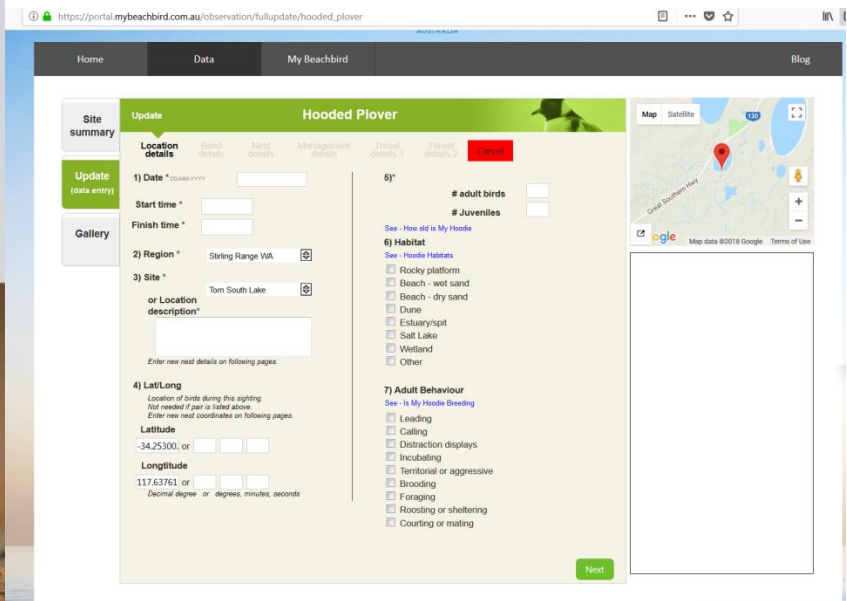 https://portal.mybeachbird.com.au/observation/fullupdate/hooded_plover
AUSTRALIA
Home Data My Beachbird Blog
Site summary
Update (data entry)
Gallery
Update Hooded Plover
Location details Band details Nest details Management details Threat details 1 Threat details 2 Cancel
1) Date * DD-MM-YYYY
Start time *
Finish time *
2) Region * Stirling Range WA
3) Site * Tom South Lake
or Location description*
Enter new nest details on following pages.
4) Lat/Long
Location of birds during this sighting.
Not needed if pair is listed above.
Enter new nest coordinates on following pages.
Latitude
-34.25300. or
Longtitude
117.63761 or
Decimal degree or degrees, minutes, seconds
5)*
# adult birds
# Juveniles
See - How old is My Hoodie
6) Habitat
See - Hoodie Habitats
Rocky platform
Beach - wet sand
Beach - dry sand
Dune
Estuary/spit
Salt Lake
Wetland
Other
7) Adult Behaviour
See - Is My Hoodie Breeding
Leading
Calling
Distraction displays
Incubating
Territorial or aggressive
Brooding
Foraging
Roosting or sheltering
Courting or mating
Next
Map Satellite
120
Great Southern Hwy
ogle
Map data ©2018 Google Terms of Use